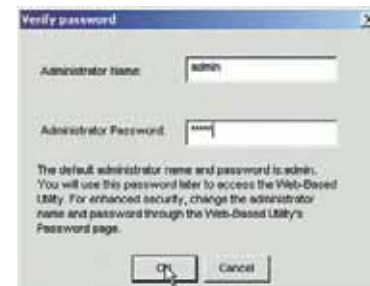 Verify password
Administrator Name:
admin
Administrator Password:
*****
The default administrator name and password is admin.
You will use this password later to access the Web-Based
Utility. For enhanced security, change the administrator
name and password through the Web-Based Utility's
Password page.
OK
Cancel